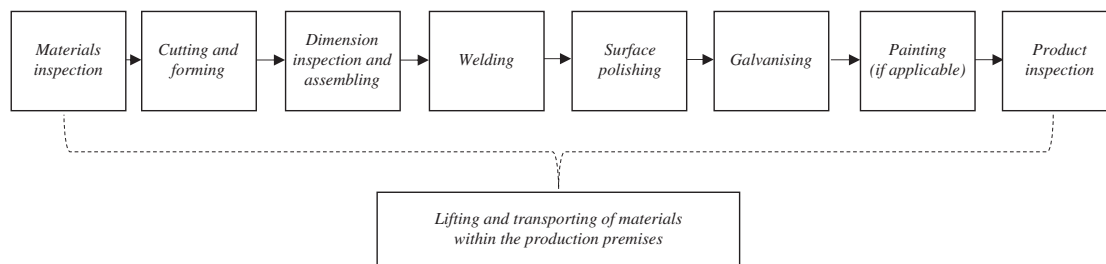 Materials
inspection
Cutting and
forming
Dimension
inspection and
assembling
Welding
Surface
polishing
Galvanising
Painting
(if applicable)
Product
inspection
Lifting and transporting of materials
within the production premises